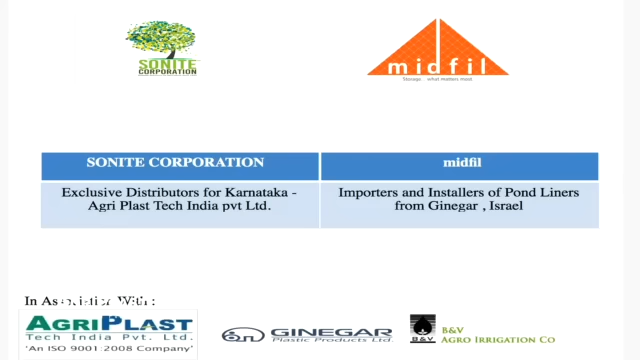 SONITE
CORPORATION
midfil
Storage... what matters most
SONITE CORPORATION
midfil
Exclusive Distributors for Karnataka -
Agri Plast Tech India pvt Ltd.
Importers and Installers of Pond Liners
from Ginegar , Israel
In Association With :
AGRIPLAST
Tech India Pvt. Ltd.
"An ISO 9001:2008 Company"
GINEGAR
Plastic Products Ltd.
B&V
B&V
AGRO IRRIGATION CO